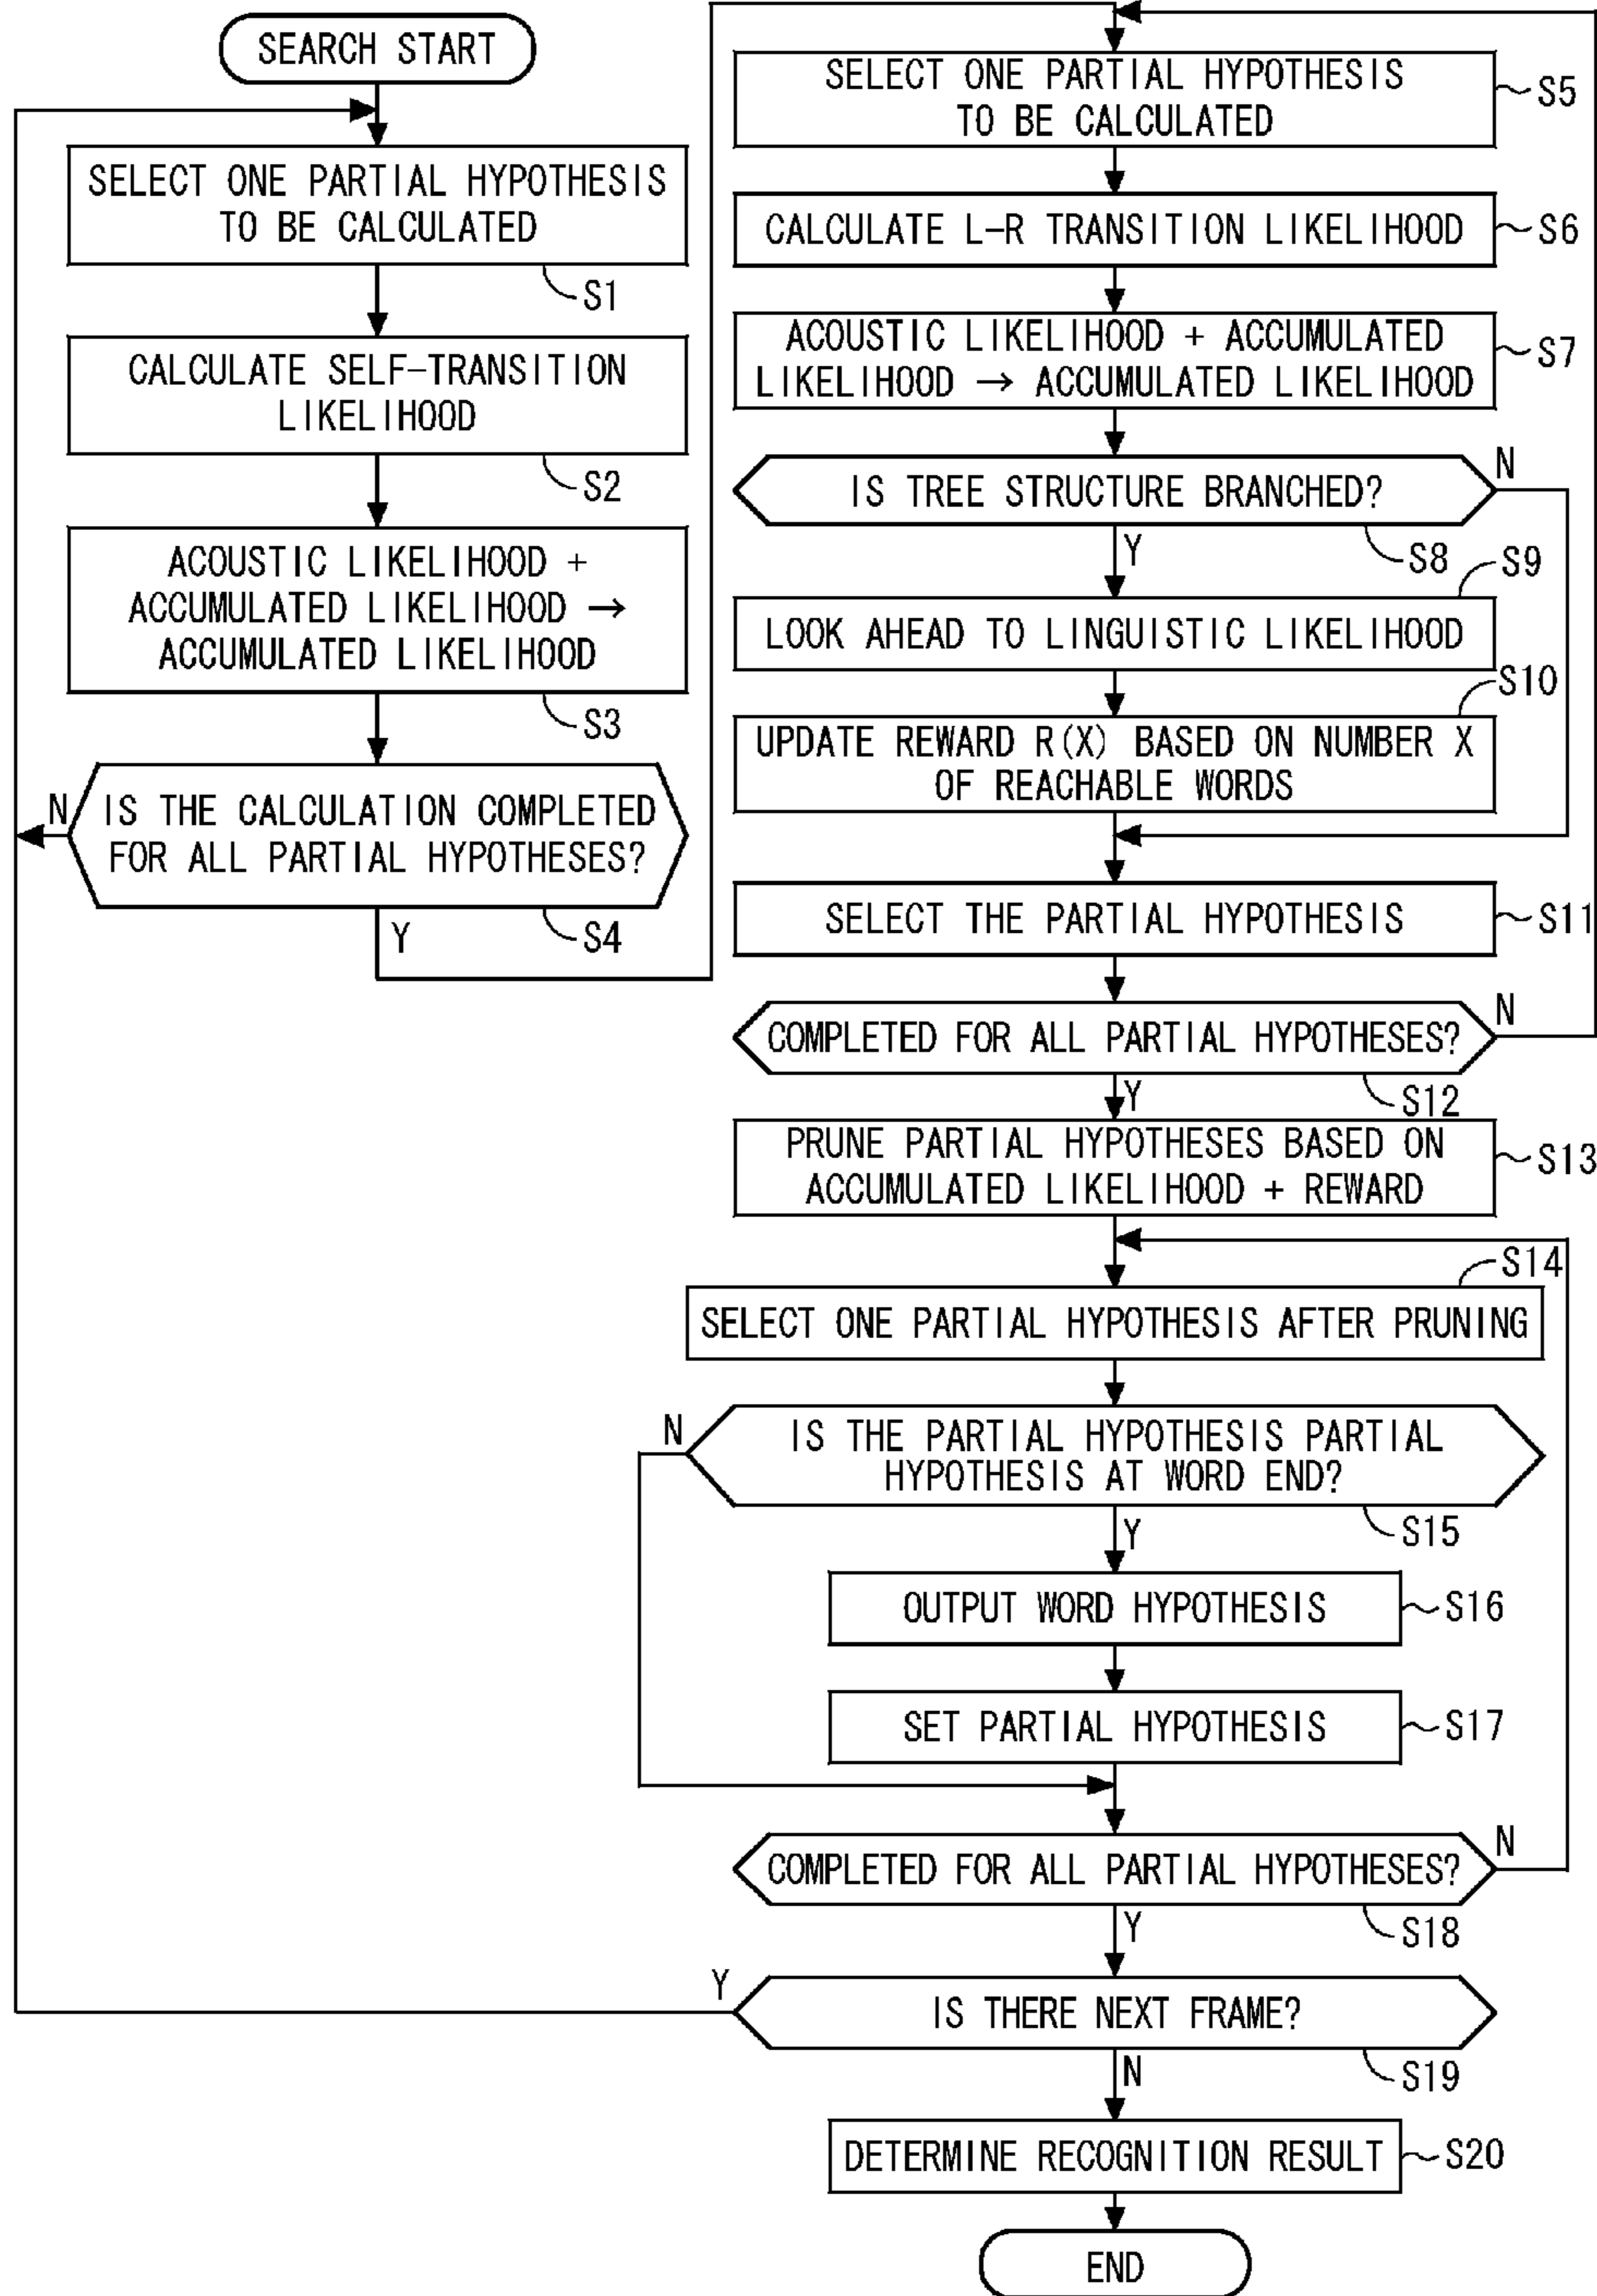 SEARCH START
SELECT ONE PARTIAL HYPOTHESIS
TO BE CALCULATED
S1
CALCULATE SELF-TRANSITION
LIKELIHOOD
S2
ACOUSTIC LIKELIHOOD +
ACCUMULATED LIKELIHOOD →
ACCUMULATED LIKELIHOOD
S3
N
IS THE CALCULATION COMPLETED
FOR ALL PARTIAL HYPOTHESES?
Y
S4
SELECT ONE PARTIAL HYPOTHESIS
TO BE CALCULATED
S5
CALCULATE L-R TRANSITION LIKELIHOOD
S6
ACOUSTIC LIKELIHOOD + ACCUMULATED
LIKELIHOOD → ACCUMULATED LIKELIHOOD
S7
IS TREE STRUCTURE BRANCHED?
N
Y
S8
S9
LOOK AHEAD TO LINGUISTIC LIKELIHOOD
S10
UPDATE REWARD R(X) BASED ON NUMBER X
OF REACHABLE WORDS
SELECT THE PARTIAL HYPOTHESIS
S11
COMPLETED FOR ALL PARTIAL HYPOTHESES?
N
Y
S12
PRUNE PARTIAL HYPOTHESES BASED ON
ACCUMULATED LIKELIHOOD + REWARD
S13
S14
SELECT ONE PARTIAL HYPOTHESIS AFTER PRUNING
N
IS THE PARTIAL HYPOTHESIS PARTIAL
HYPOTHESIS AT WORD END?
Y
S15
OUTPUT WORD HYPOTHESIS
S16
SET PARTIAL HYPOTHESIS
S17
COMPLETED FOR ALL PARTIAL HYPOTHESES?
N
Y
S18
Y
IS THERE NEXT FRAME?
N
S19
DETERMINE RECOGNITION RESULT
S20
END